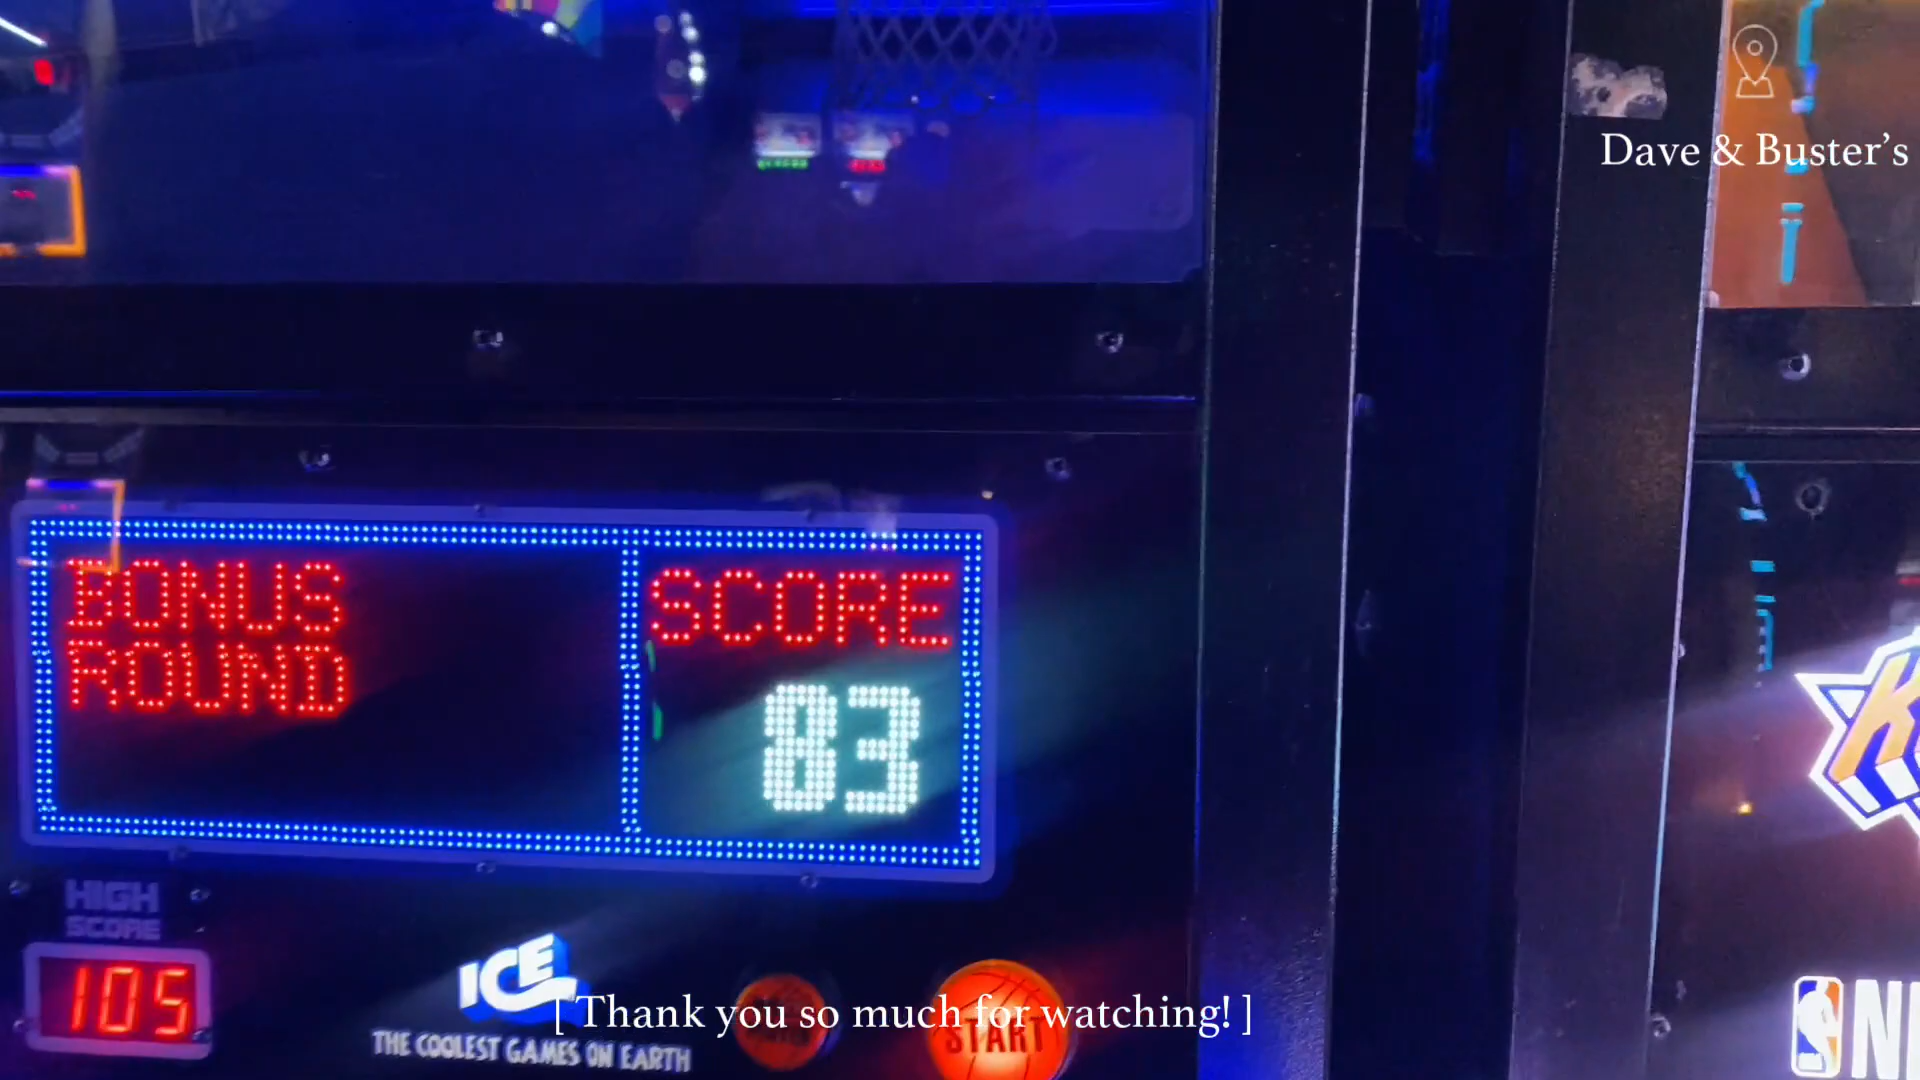 Dave & Buster's
BONUS
ROUND
SCORE
83
HIGH
SCORE
105
ICE
THE COOLEST GAMES ON EARTH
START
[ Thank you so much for watching! ]